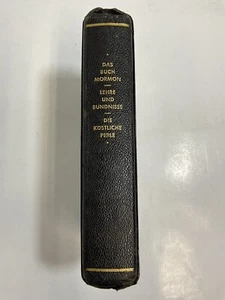 DAS
BUCH
MORMON
LEHRE
UND
BÜNDNISSE
DIE
KÖSTLICHE
PERLE